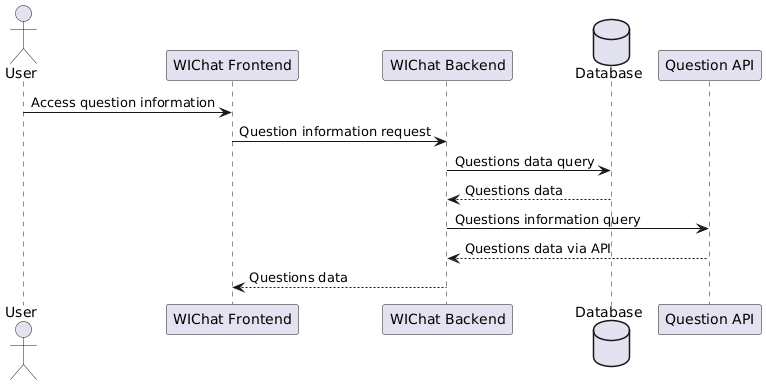 User
WIChat Frontend
WIChat Backend
Database
Question API
Access question information
Question information request
Questions data query
Questions data
Questions information query
Questions data via API
Questions data
User
WIChat Frontend
WIChat Backend
Database
Question API